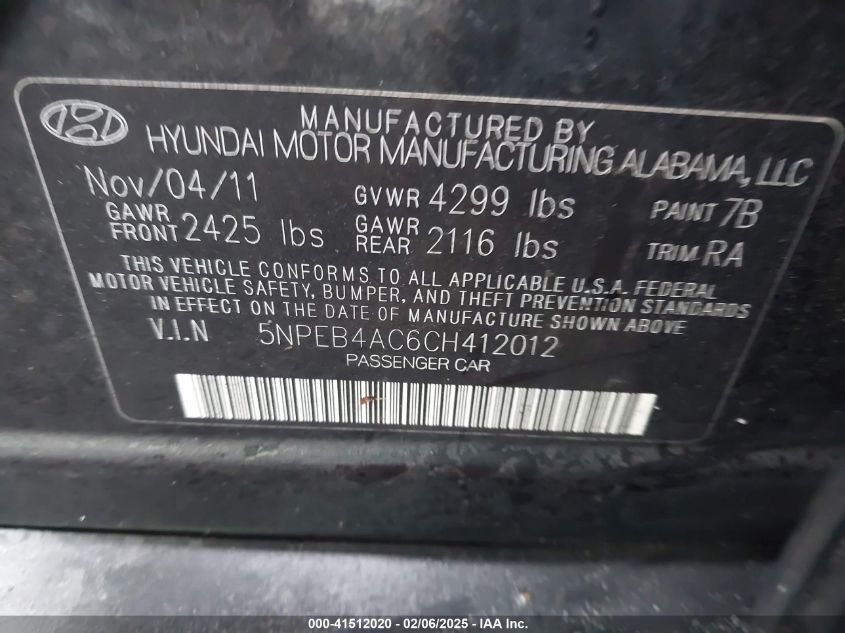 MANUFACTURED BY
HYUNDAI MOTOR MANUFACTURING ALABAMA, LLC
Nov/04/11 GVWR 4299 lbs PAINT 7B
GAWR FRONT 2425 lbs GAWR REAR 2116 lbs TRIM RA
THIS VEHICLE CONFORMS TO ALL APPLICABLE U.S.A. FEDERAL
MOTOR VEHICLE SAFETY, BUMPER, AND THEFT PREVENTION STANDARDS
IN EFFECT ON THE DATE OF MANUFACTURE SHOWN ABOVE
V.I.N 5NPEB4AC6CH412012
PASSENGER CAR
000-41512020 - 02/06/2025 - IAA Inc.